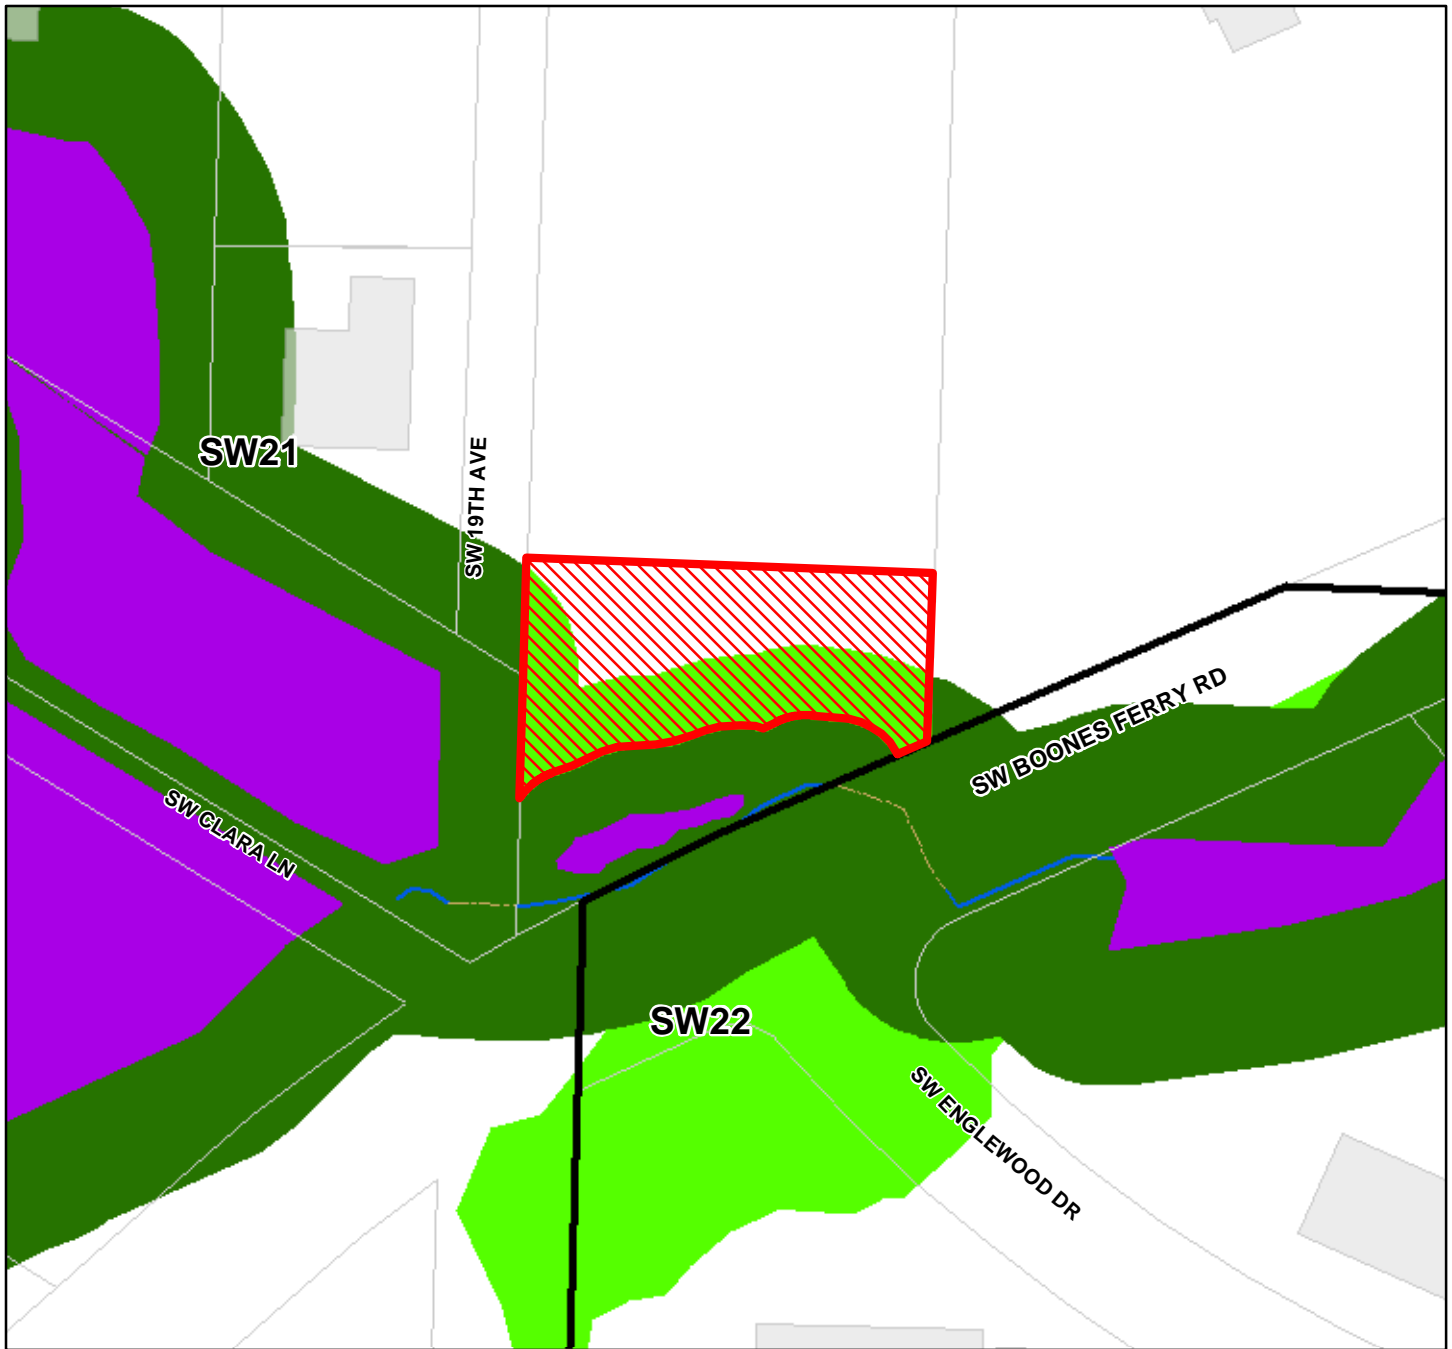 SW21
SW 19TH AVE
SW BOONES FERRY RD
SW CLARA LN
SW22
SW ENGLEWOOD DR